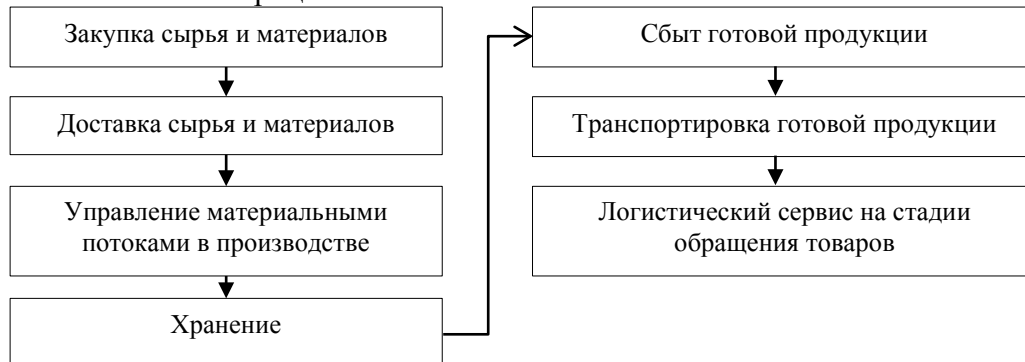 Закупка сырья и материалов
Доставка сырья и материалов
Управление материальными
потоками в производстве
Хранение
Сбыт готовой продукции
Транспортировка готовой продукции
Логистический сервис на стадии
обращения товаров